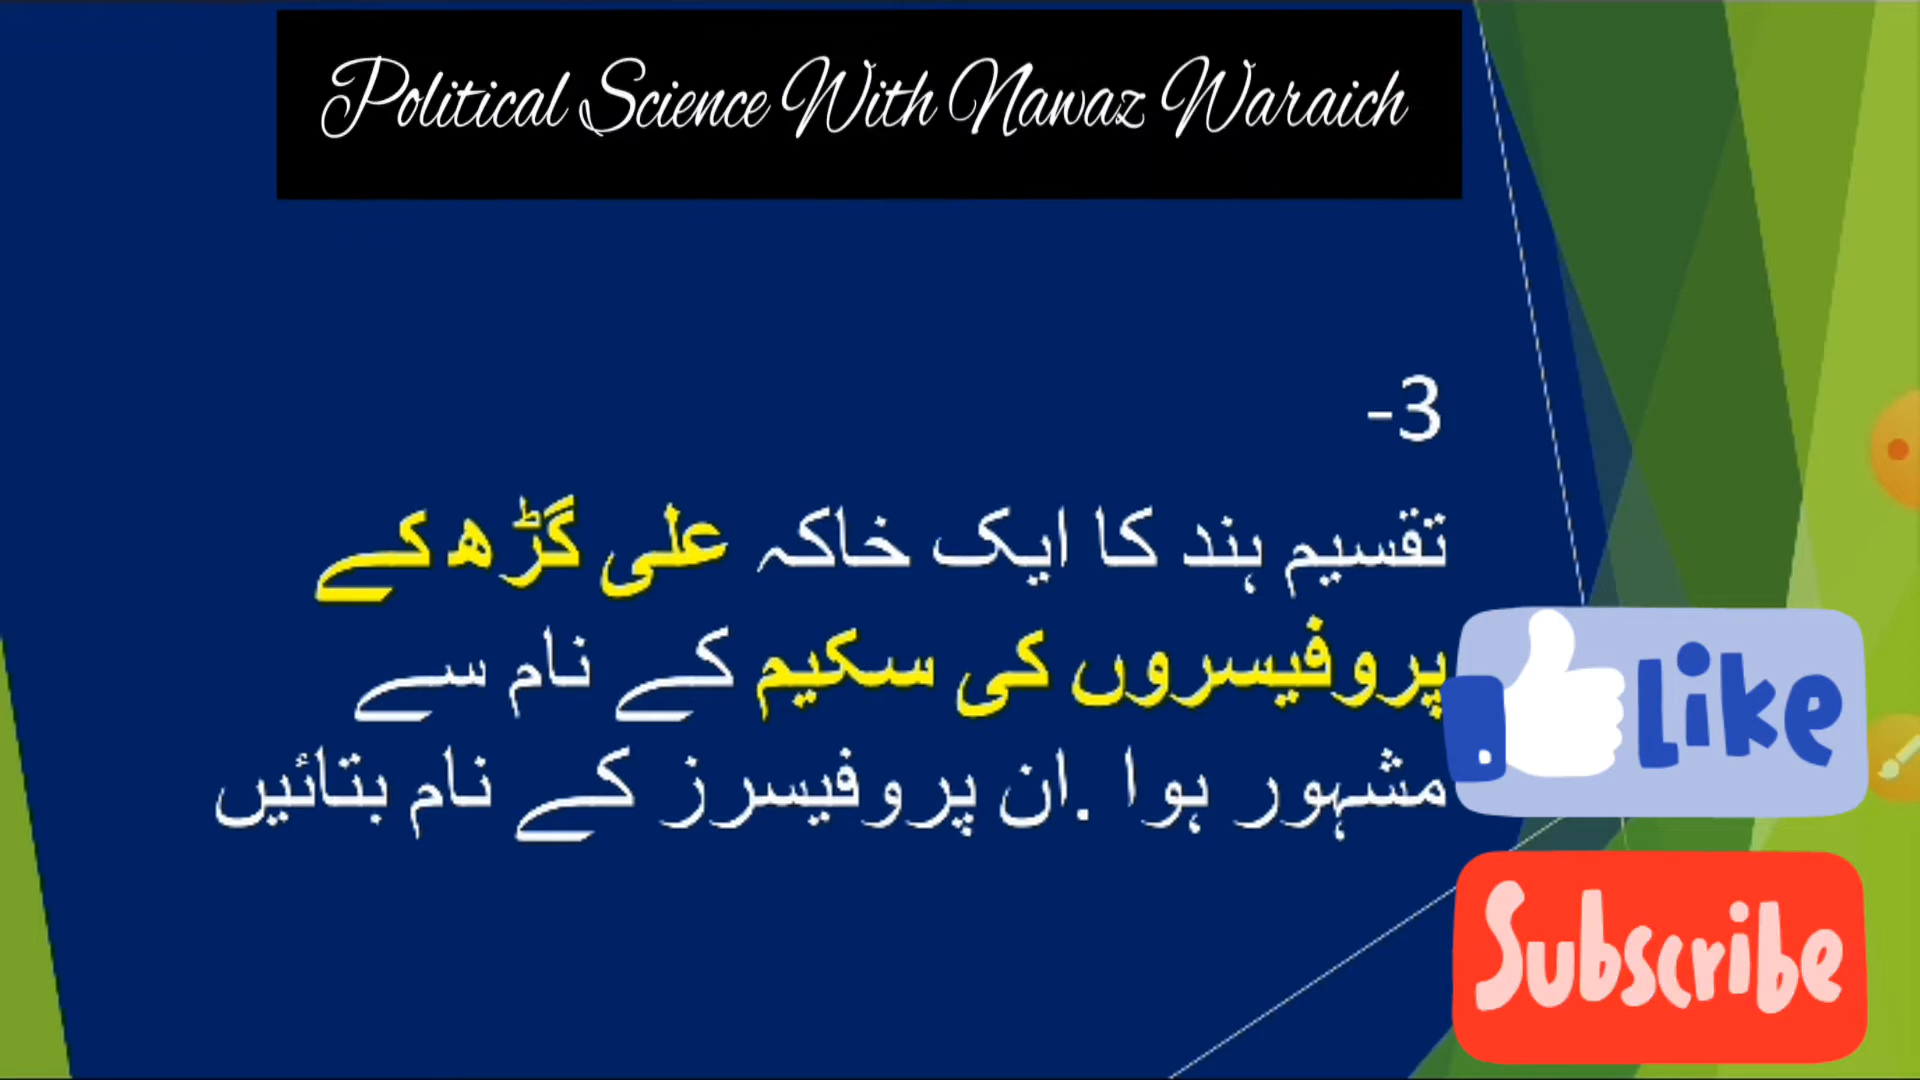 Political Science With Nawaz Waraich
3-
تقسیم ہند کا ایک خاکہ علی گڑھ کے
پروفیسروں کی سکیم کے نام سے
مشہور ہوا .ان پروفیسرز کے نام بتائیں
Like
Subscribe